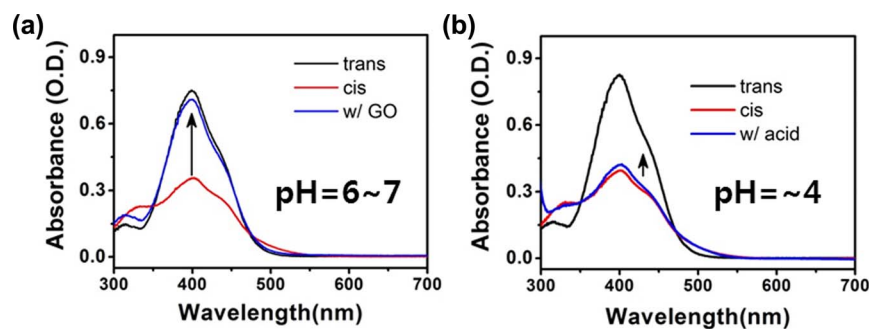 (a)
Absorbance (O.D.)
0.9
0.6
0.3
0.0
trans
cis
w/ GO
pH=6~7
300 400 500 600 700
Wavelength(nm)
(b)
Absorbance (O.D.)
0.9
0.6
0.3
0.0
trans
cis
w/ acid
pH=~4
300 400 500 600 700
Wavelength(nm)